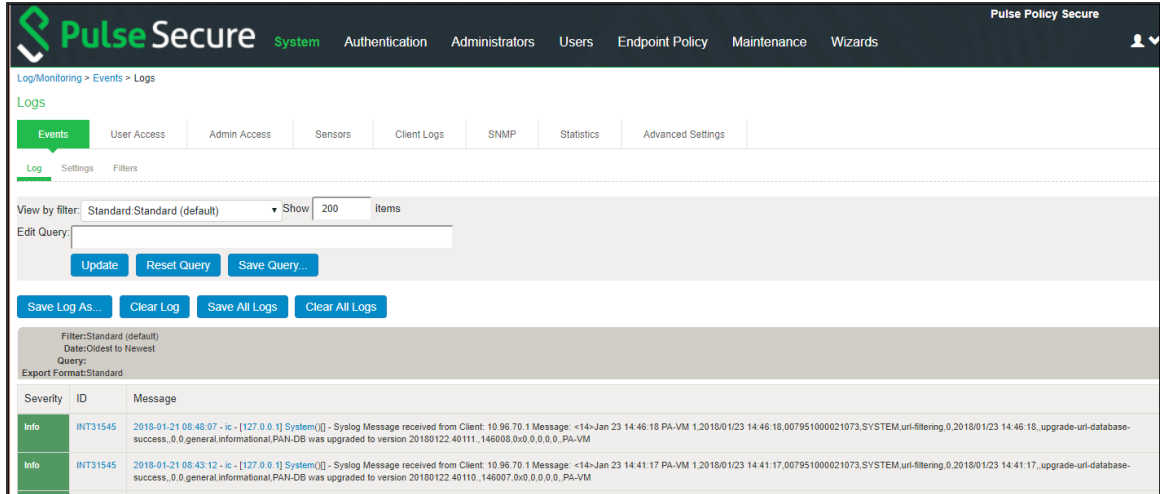 Pulse Policy Secure
Pulse Secure System Authentication Administrators Users Endpoint Policy Maintenance Wizards
Log/Monitoring > Events > Logs
Logs
Events User Access Admin Access Sensors Client Logs SNMP Statistics Advanced Settings
Log Settings Filters
View by filter: Standard:Standard (default) Show 200 items
Edit Query:
Update Reset Query Save Query...
Save Log As... Clear Log Save All Logs Clear All Logs
Filter:Standard (default)
Date:Oldest to Newest
Query:
Export Format:Standard
Severity ID Message
Info INT31545 2018-01-21 08:48:07 - ic - [127.0.0.1] System()[] - Syslog Message received from Client: 10.96.70.1 Message: <14>Jan 23 14:46:18 PA-VM 1,2018/01/23 14:46:18,007951000021073,SYSTEM,url-filtering,0,2018/01/23 14:46:18,,upgrade-url-database-
success,,0,0,general,informational,PAN-DB was upgraded to version 20180122.40111.,146008,0x0,0,0,0,0,,PA-VM
Info INT31545 2018-01-21 08:43:12 - ic - [127.0.0.1] System()[] - Syslog Message received from Client: 10.96.70.1 Message: <14>Jan 23 14:41:17 PA-VM 1,2018/01/23 14:41:17,007951000021073,SYSTEM,url-filtering,0,2018/01/23 14:41:17,,upgrade-url-database-
success,,0,0,general,informational,PAN-DB was upgraded to version 20180122.40110.,146007,0x0,0,0,0,0,,PA-VM